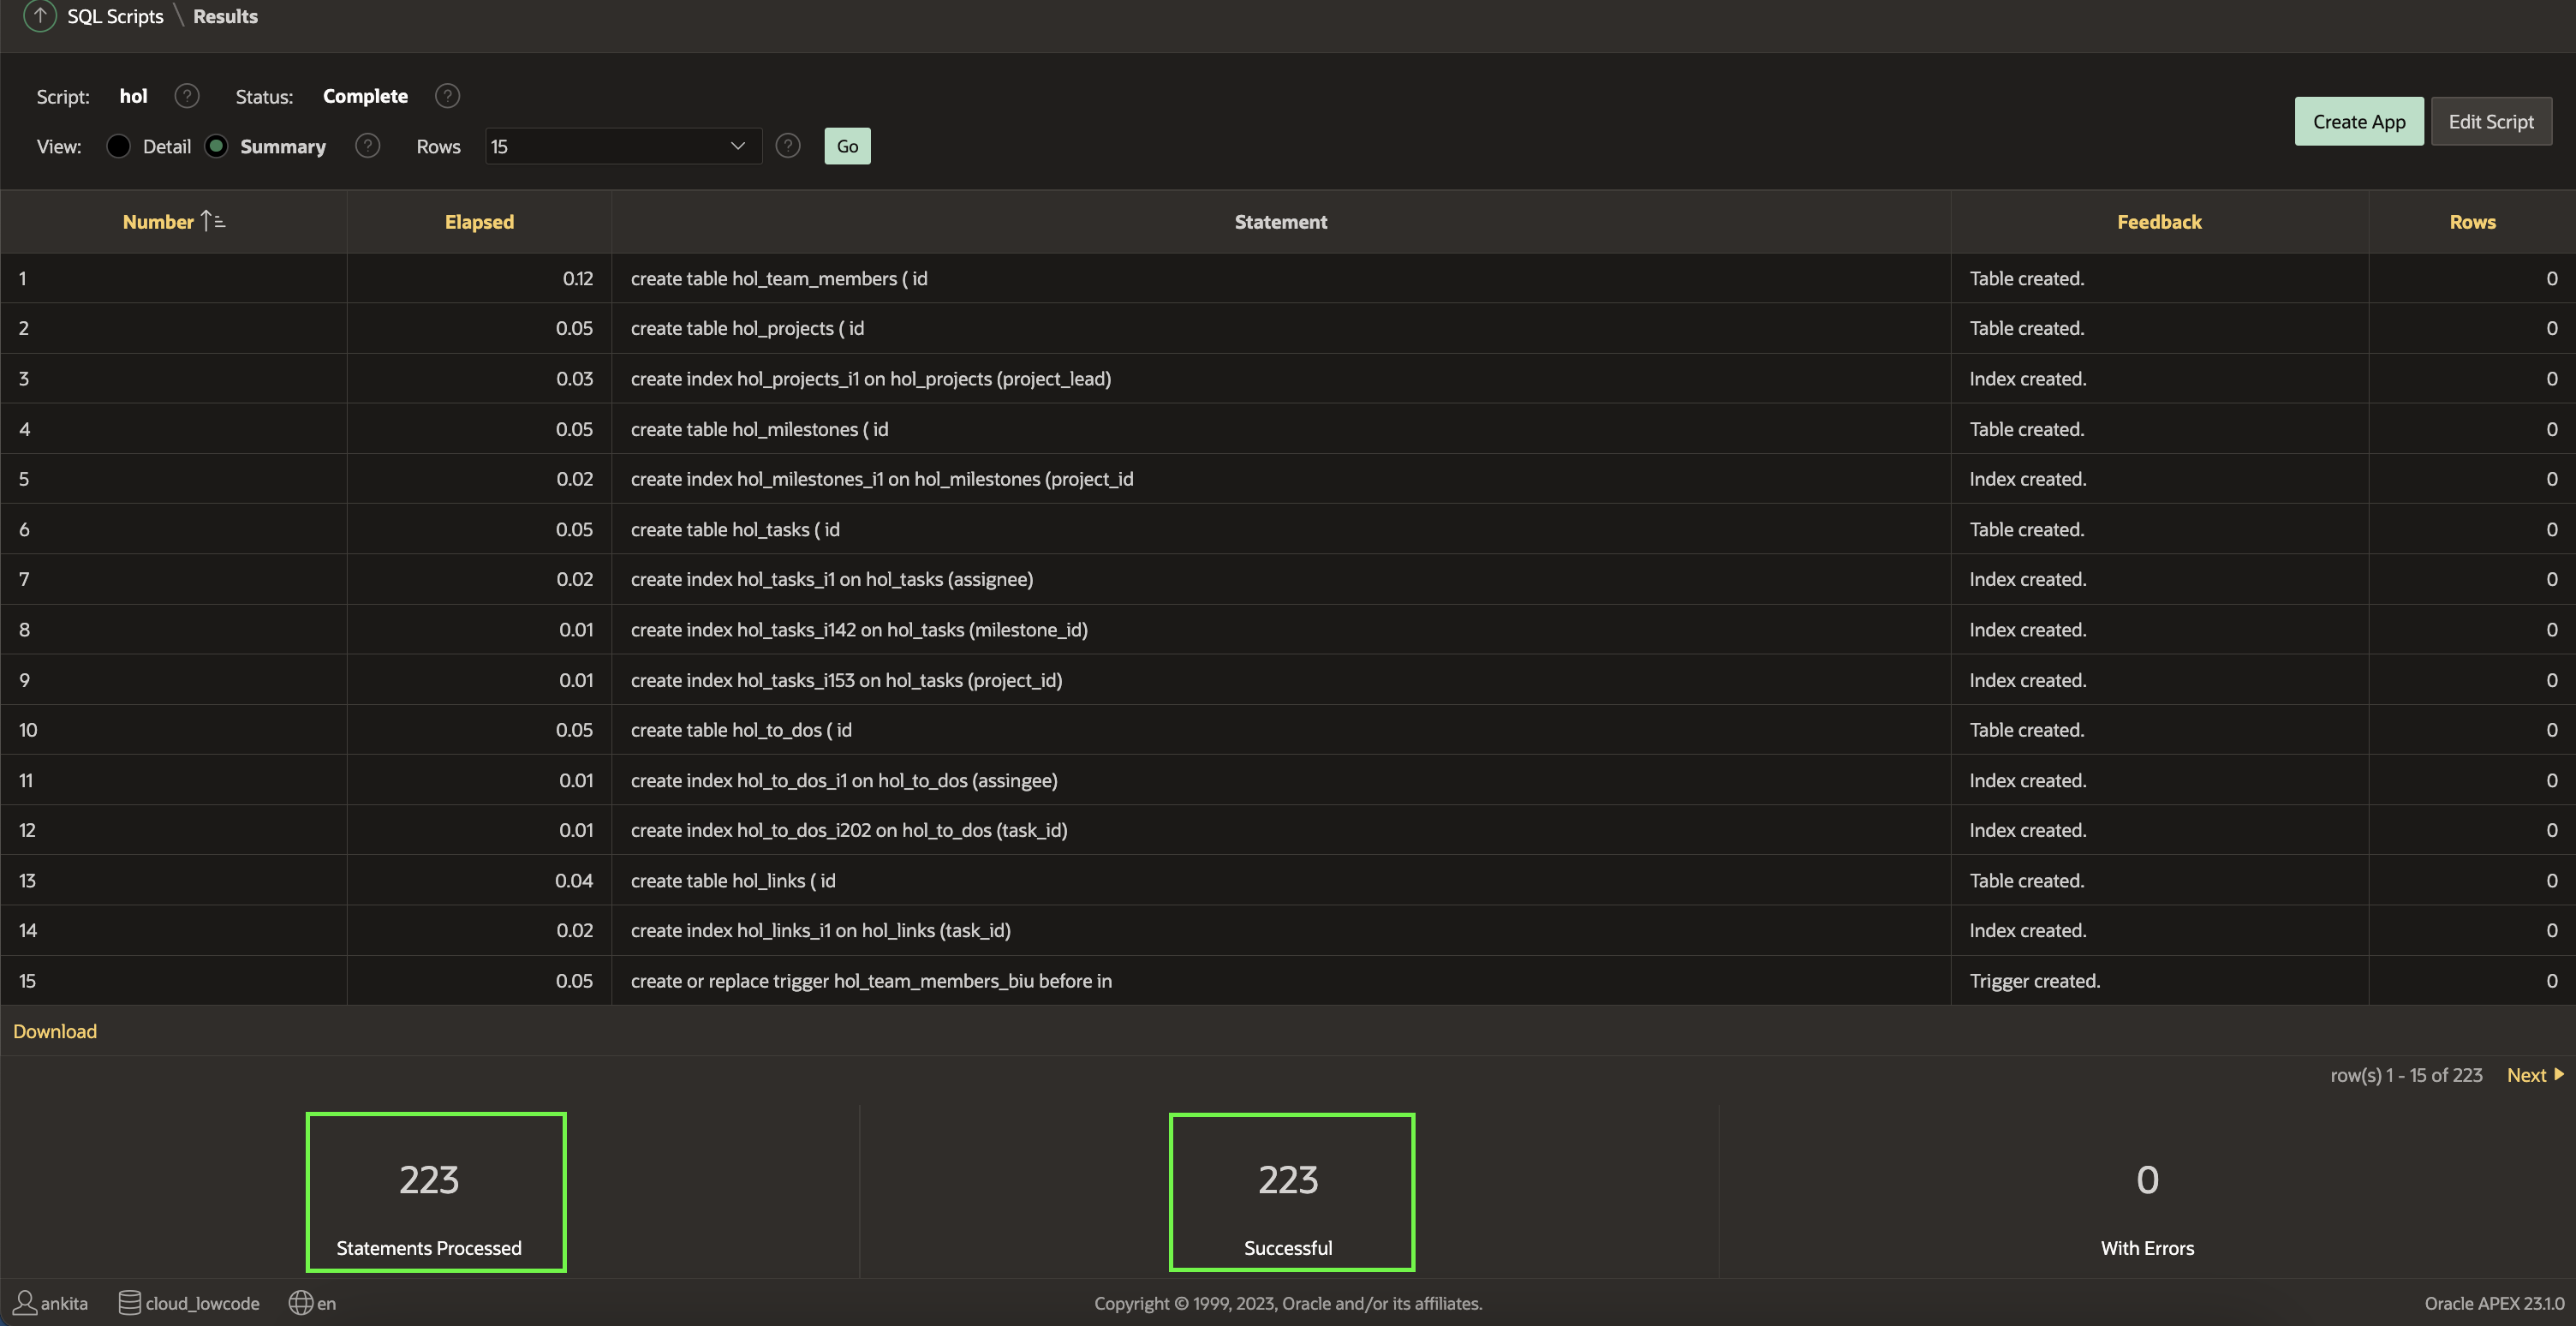 SQL Scripts \ Results
Script: hol ? Status: Complete ?
View: Detail Summary ? Rows 15 ? Go
Create App Edit Script
Number Elapsed Statement Feedback Rows
1 0.12 create table hol_team_members ( id Table created. 0
2 0.05 create table hol_projects ( id Table created. 0
3 0.03 create index hol_projects_i1 on hol_projects (project_lead) Index created. 0
4 0.05 create table hol_milestones ( id Table created. 0
5 0.02 create index hol_milestones_i1 on hol_milestones (project_id Index created. 0
6 0.05 create table hol_tasks ( id Table created. 0
7 0.02 create index hol_tasks_i1 on hol_tasks (assignee) Index created. 0
8 0.01 create index hol_tasks_i142 on hol_tasks (milestone_id) Index created. 0
9 0.01 create index hol_tasks_i153 on hol_tasks (project_id) Index created. 0
10 0.05 create table hol_to_dos ( id Table created. 0
11 0.01 create index hol_to_dos_i1 on hol_to_dos (assingee) Index created. 0
12 0.01 create index hol_to_dos_i202 on hol_to_dos (task_id) Index created. 0
13 0.04 create table hol_links ( id Table created. 0
14 0.02 create index hol_links_i1 on hol_links (task_id) Index created. 0
15 0.05 create or replace trigger hol_team_members_biu before in Trigger created. 0
Download
row(s) 1 - 15 of 223 Next
223 223 0
Statements Processed Successful With Errors
ankita cloud_lowcode en Copyright © 1999, 2023, Oracle and/or its affiliates. Oracle APEX 23.1.0